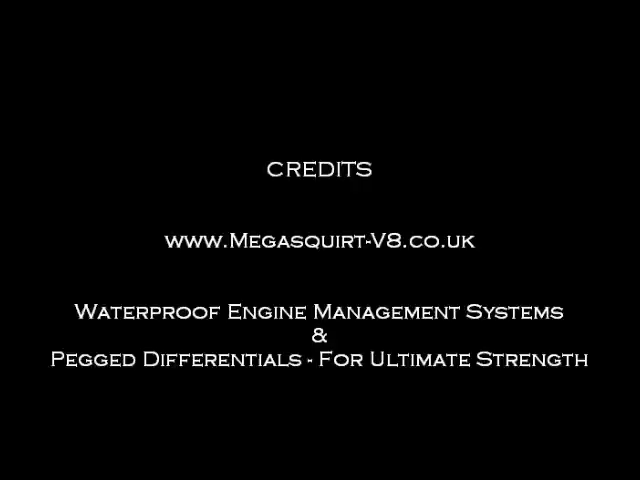 CREDITS
www.Megasquirt-V8.co.uk
Waterproof Engine Management Systems
&
Pegged Differentials - For Ultimate Strength